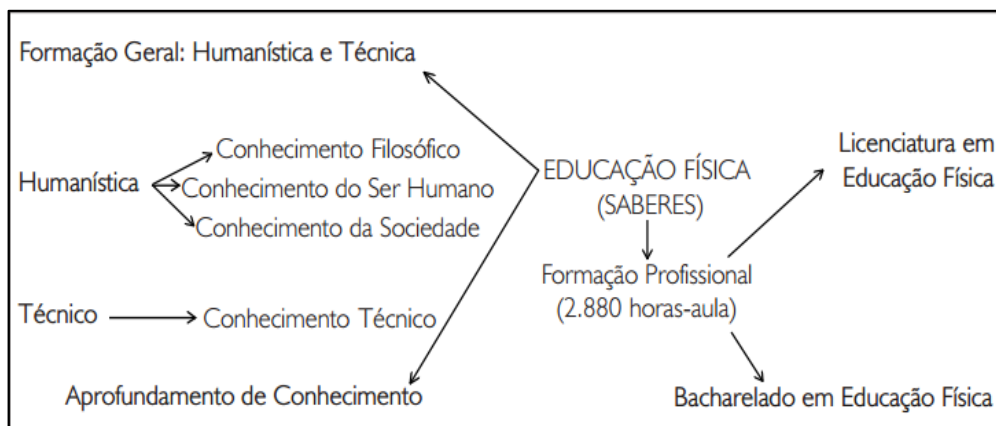 Formação Geral: Humanística e Técnica
Humanística
Conhecimento Filosófico
Conhecimento do Ser Humano
Conhecimento da Sociedade
Técnico
Conhecimento Técnico
Aprofundamento de Conhecimento
EDUCAÇÃO FÍSICA
(SABERES)
Formação Profissional
(2.880 horas-aula)
Licenciatura em
Educação Física
Bacharelado em Educação Física